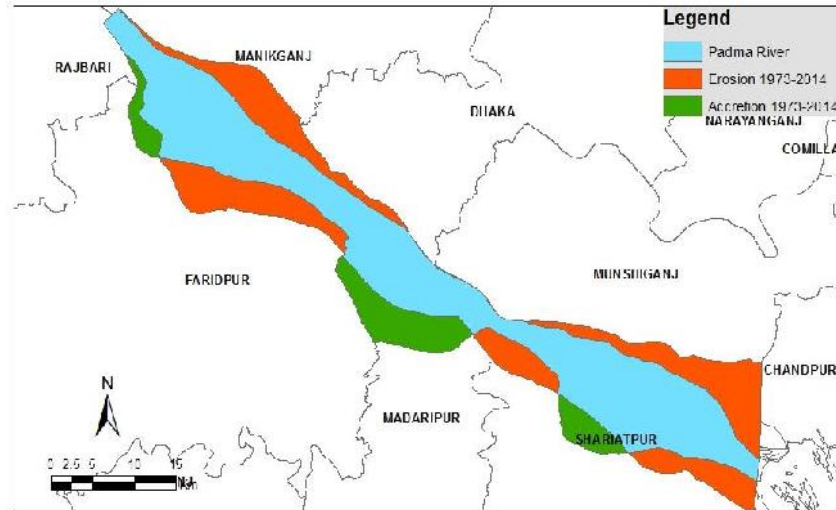 Legend
Padma River
Erosion 1973-2014
Accretion 1973-2014
RAJBARI
MANIKGANJ
DHAKA
NARAYANGANJ
COMILLA
FARIDPUR
MUNSHIGANJ
CHANDPUR
MADARIPUR
SHARIATPUR
N
0 2.5 5 10 15